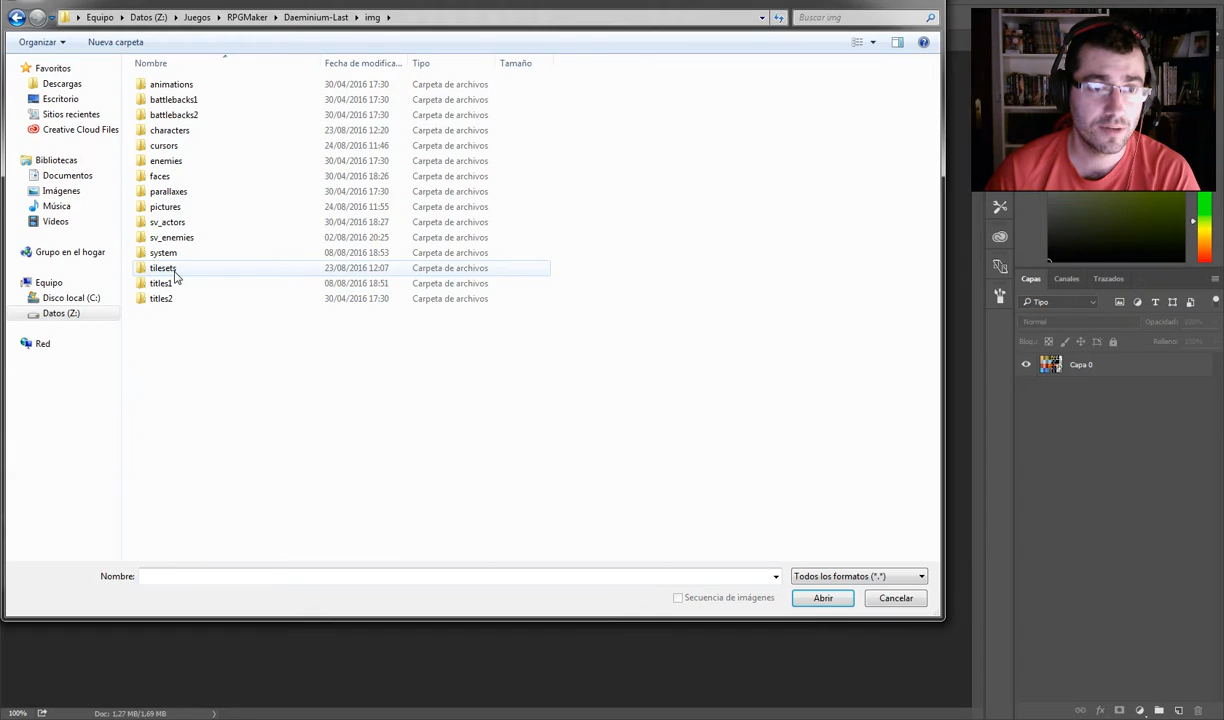 Equipo ▸ Datos (Z:) ▸ Juegos ▸ RPGMaker ▸ Daeminium-Last ▸ img ▸
Buscar img
Organizar
Nueva carpeta
Nombre Fecha de modifica... Tipo Tamaño
Favoritos
Descargas
Escritorio
Sitios recientes
Creative Cloud Files
Bibliotecas
Documentos
Imágenes
Música
Vídeos
Grupo en el hogar
Equipo
Disco local (C:)
Datos (Z:)
Red
animations 30/04/2016 17:30 Carpeta de archivos
battlebacks1 30/04/2016 17:30 Carpeta de archivos
battlebacks2 30/04/2016 17:30 Carpeta de archivos
characters 23/08/2016 12:20 Carpeta de archivos
cursors 24/08/2016 11:46 Carpeta de archivos
enemies 30/04/2016 17:30 Carpeta de archivos
faces 30/04/2016 18:26 Carpeta de archivos
parallaxes 30/04/2016 17:30 Carpeta de archivos
pictures 24/08/2016 11:55 Carpeta de archivos
sv_actors 30/04/2016 18:27 Carpeta de archivos
sv_enemies 02/08/2016 20:25 Carpeta de archivos
system 08/08/2016 18:53 Carpeta de archivos
tilesets 23/08/2016 12:07 Carpeta de archivos
titles1 08/08/2016 18:51 Carpeta de archivos
titles2 30/04/2016 17:30 Carpeta de archivos
Nombre:
Todos los formatos (*.*)
Secuencia de imágenes
Abrir
Cancelar
Capas Canales Trazados
Tipo
Normal Opacidad: 100%
Bloq.: Relleno: 100%
Capa 0
100% Doc: 1,27 MB/1,69 MB